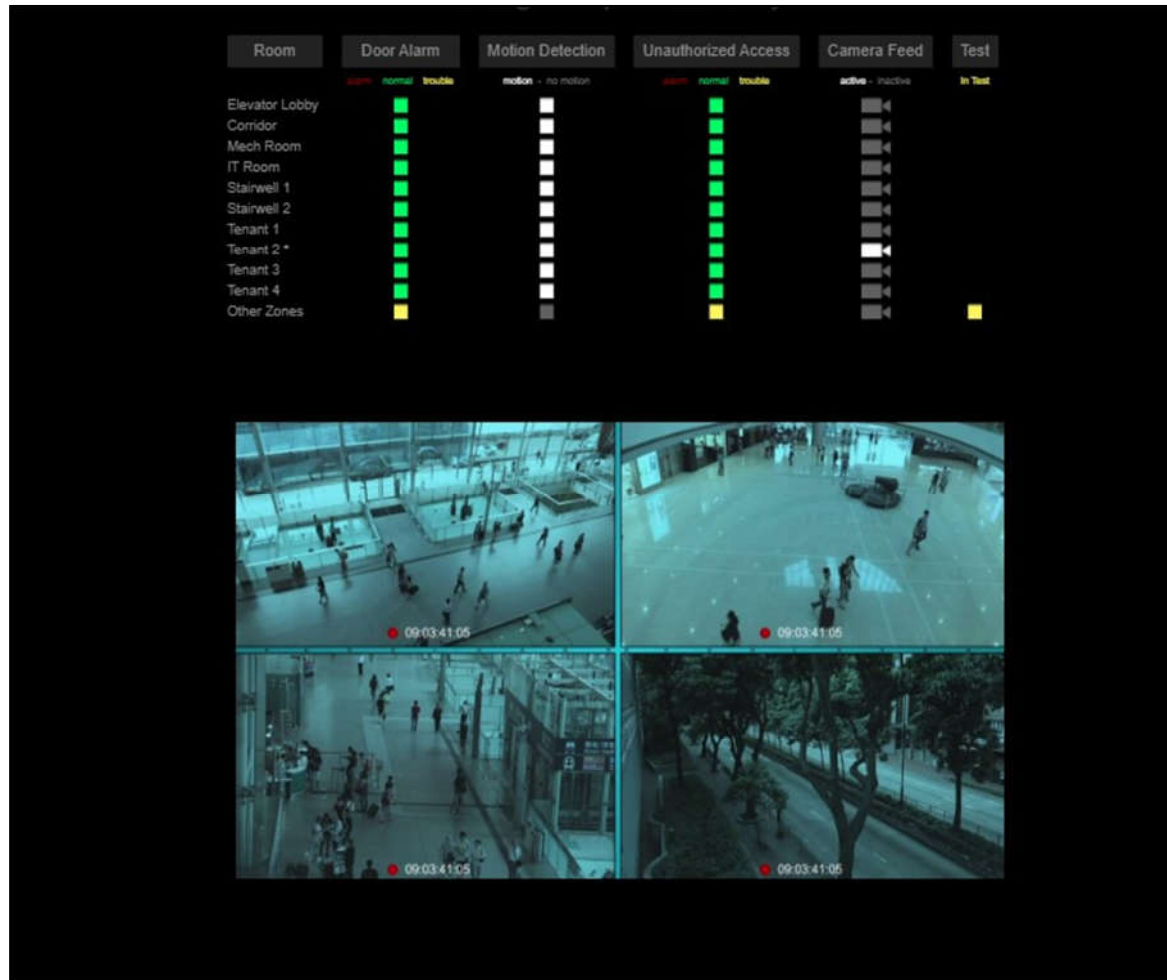 Room Door Alarm Motion Detection Unauthorized Access Camera Feed Test
alarm normal trouble motion - no motion alarm normal trouble active - inactive In Test
Elevator Lobby
Corridor
Mech Room
IT Room
Stairwell 1
Stairwell 2
Tenant 1
Tenant 2 *
Tenant 3
Tenant 4
Other Zones
09:03:41:05 09:03:41:05
09:03:41:05 09:03:41:05